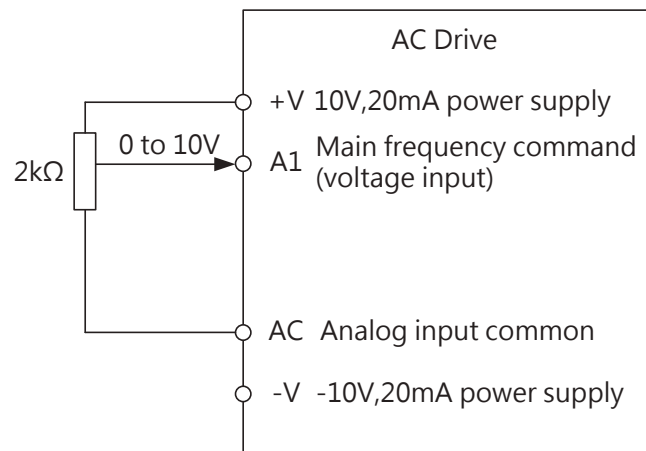 AC Drive
+V 10V,20mA power supply
0 to 10V
2kΩ
A1 Main frequency command
(voltage input)
AC Analog input common
-V -10V,20mA power supply